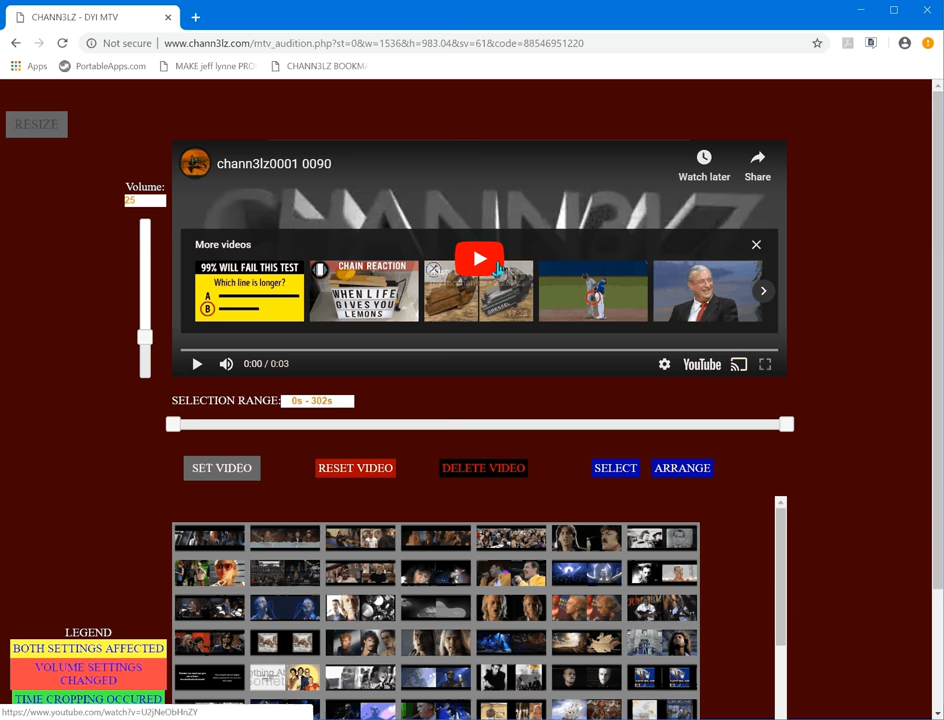 CHANN3LZ - DYI MTV
Not secure | www.chann3lz.com/mtv_audition.php?st=0&w=1536&h=983.04&sv=61&code=88546951220
Apps PortableApps.com MAKE jeff lynne PRO CHANN3LZ BOOKMA
RESIZE
chann3lz0001 0090
Watch later Share
Volume:
25
CHANN3LZ
More videos
99% WILL FAIL THIS TEST
Which line is longer?
A
B
CHAIN REACTION
WHEN LIFE
GIVES YOU
LEMONS
0:00 / 0:03
YouTube
SELECTION RANGE: 0s - 302s
SET VIDEO RESET VIDEO DELETE VIDEO SELECT ARRANGE
LEGEND
BOTH SETTINGS AFFECTED
VOLUME SETTINGS
CHANGED
TIME CROPPING OCCURED
https://www.youtube.com/watch?v=U2jNeObHnZY